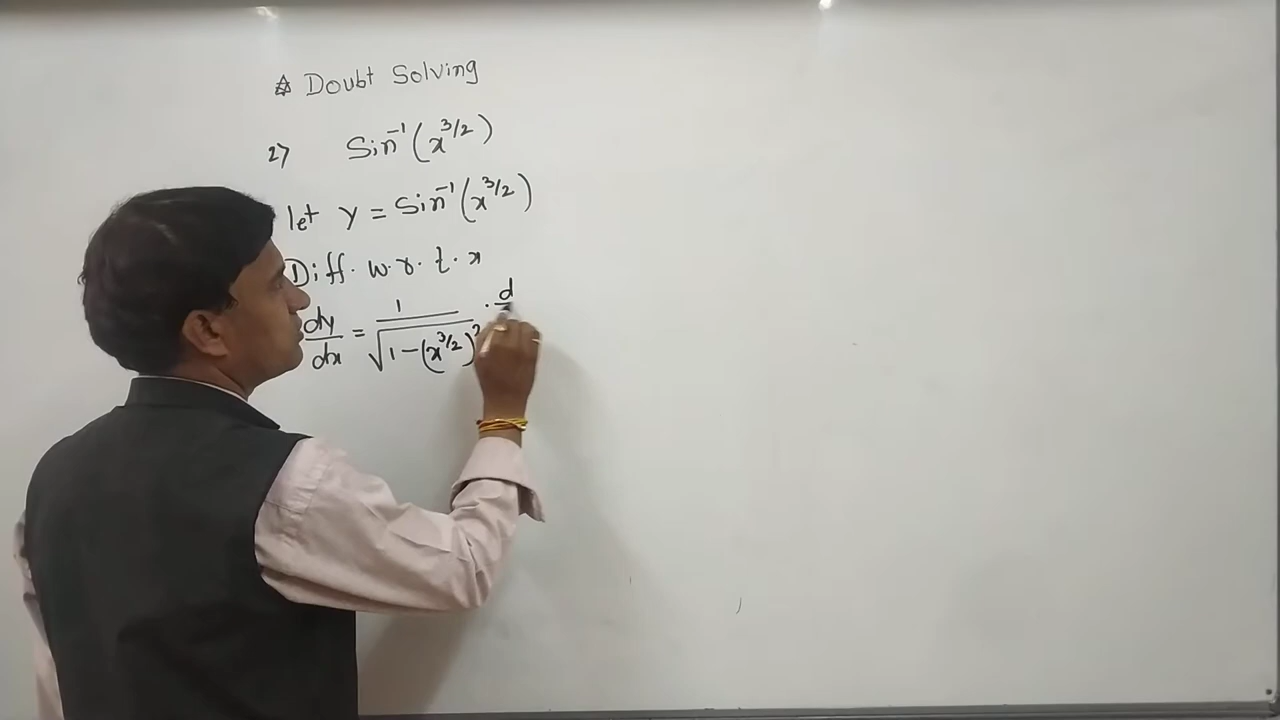 ✡ Doubt Solving
2) Sin⁻¹(x^3/2)
let y = Sin⁻¹(x^3/2)
Diff. w.r.t.x
dy/dx = 1/√(1-(x^3/2)²) . d